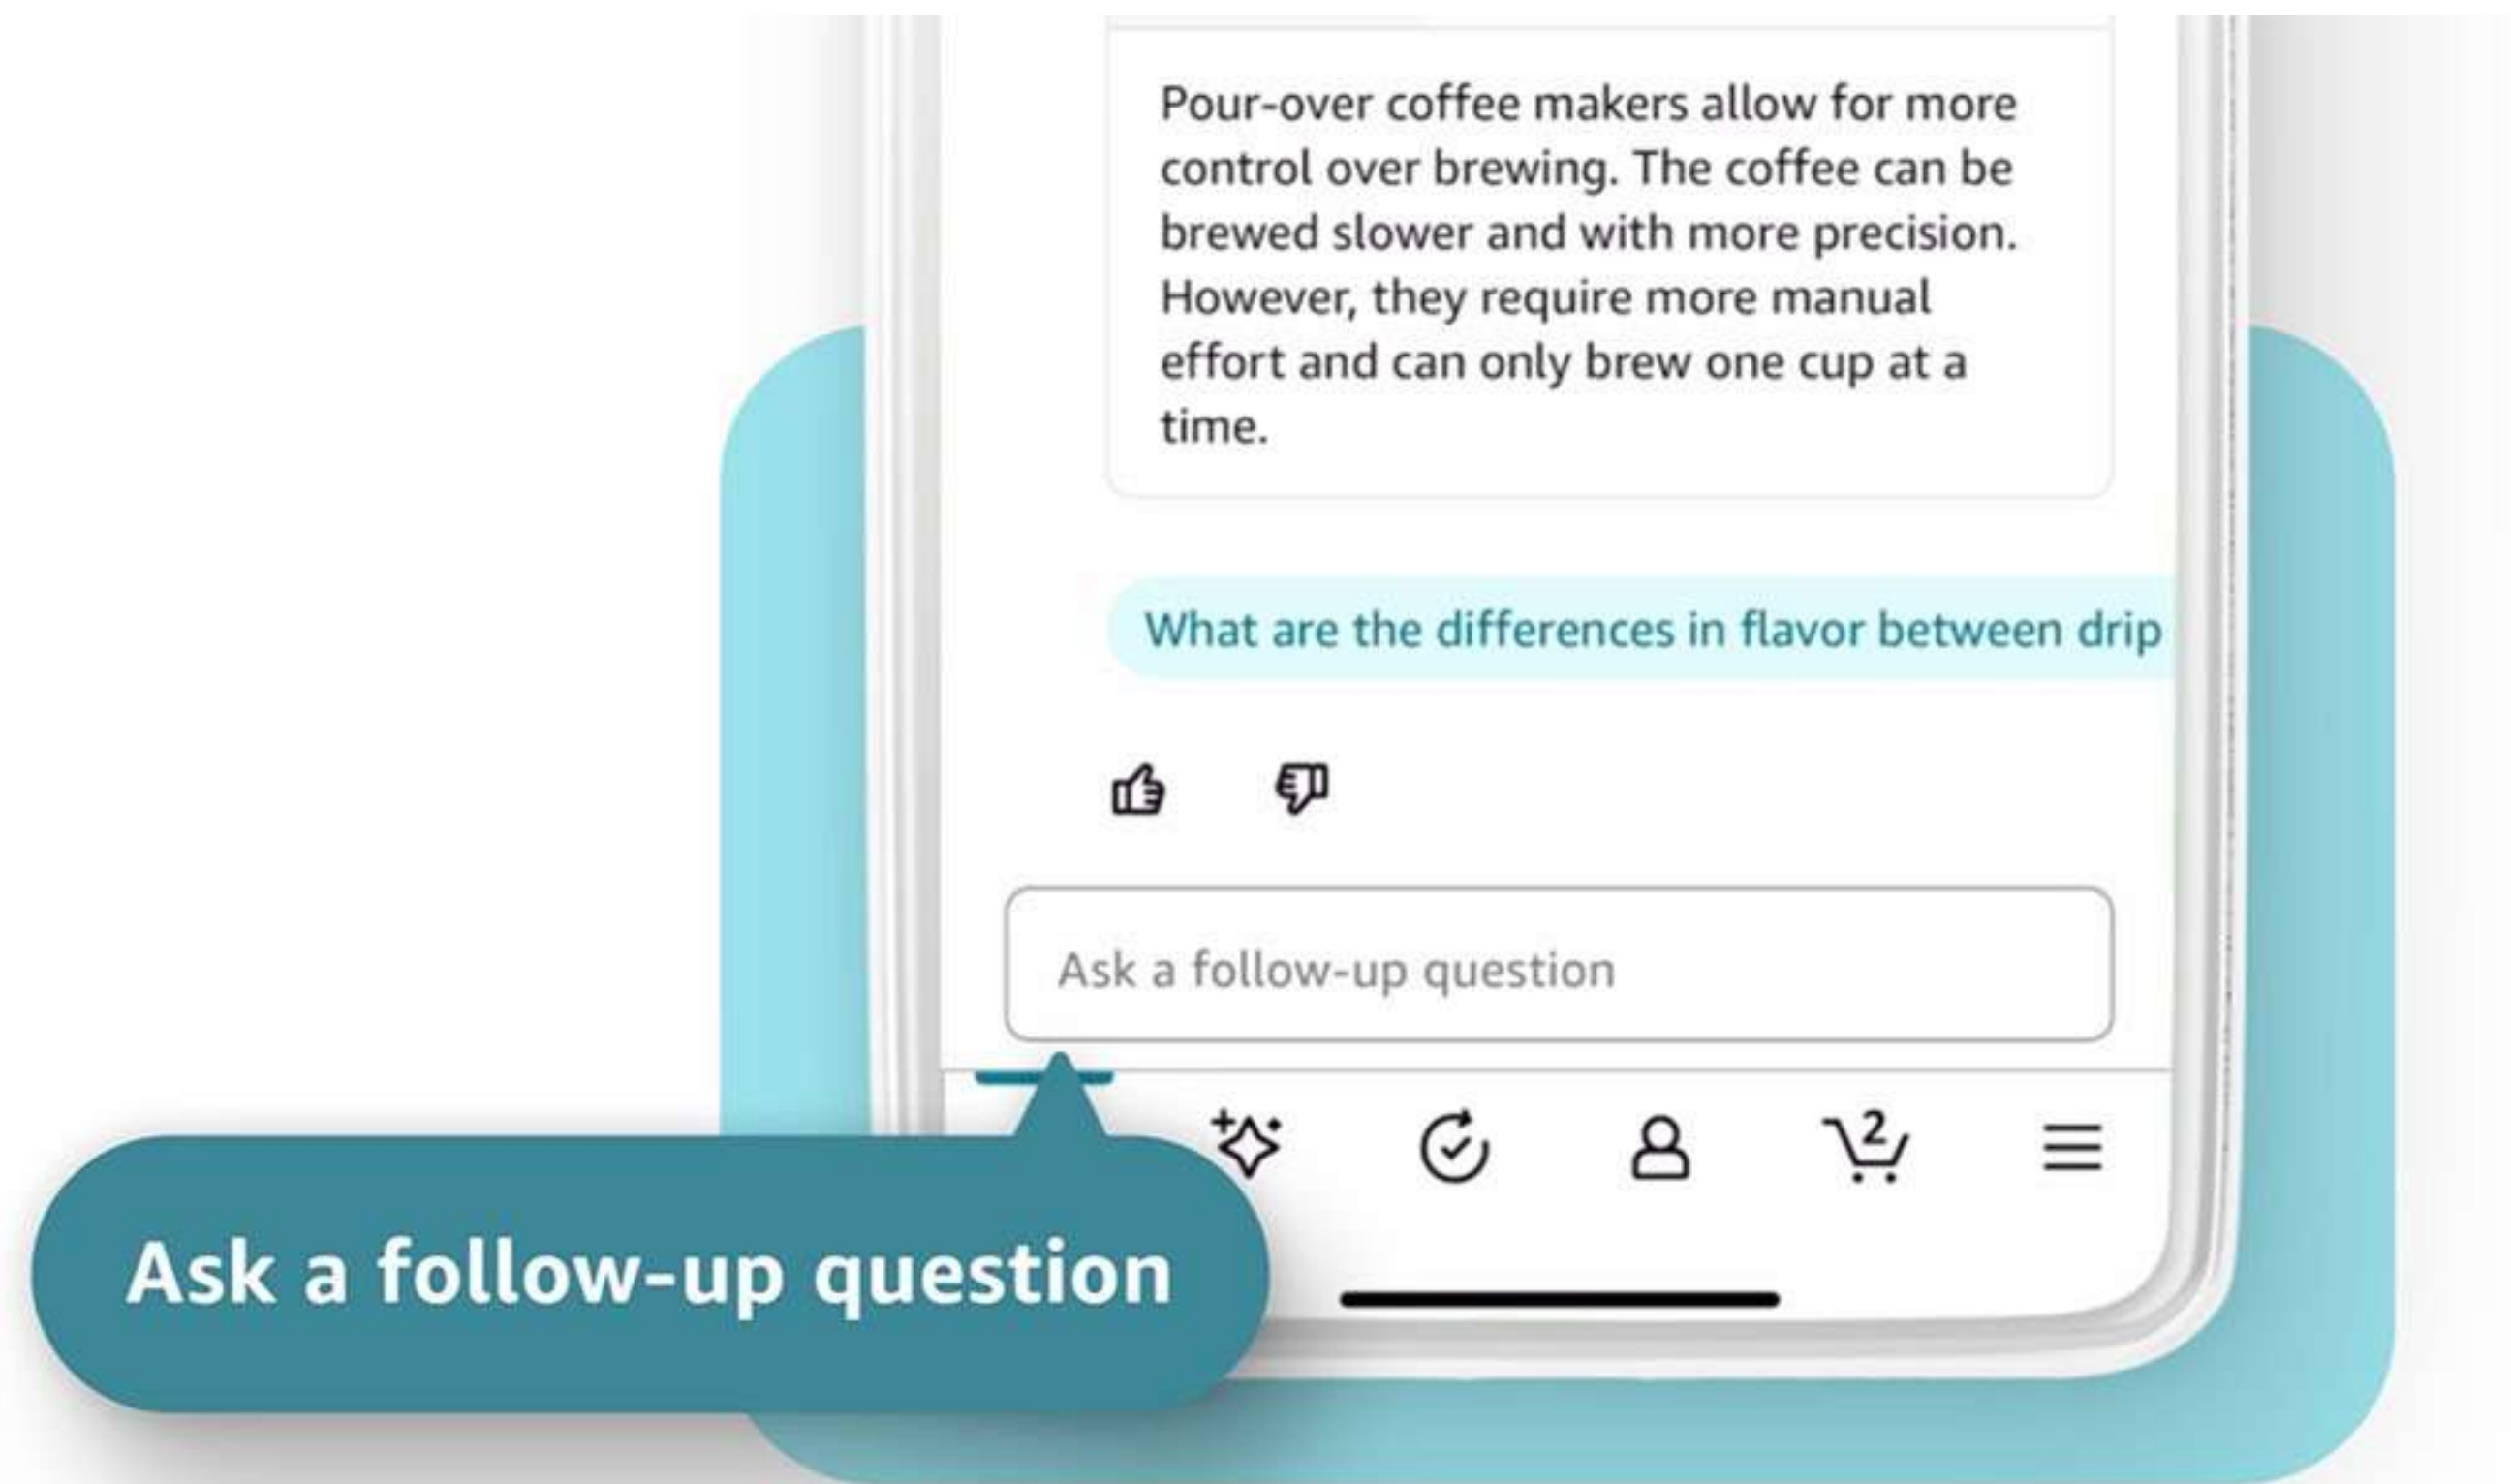 Pour-over coffee makers allow for more
control over brewing. The coffee can be
brewed slower and with more precision.
However, they require more manual
effort and can only brew one cup at a
time.
What are the differences in flavor between drip
Ask a follow-up question
2
Ask a follow-up question